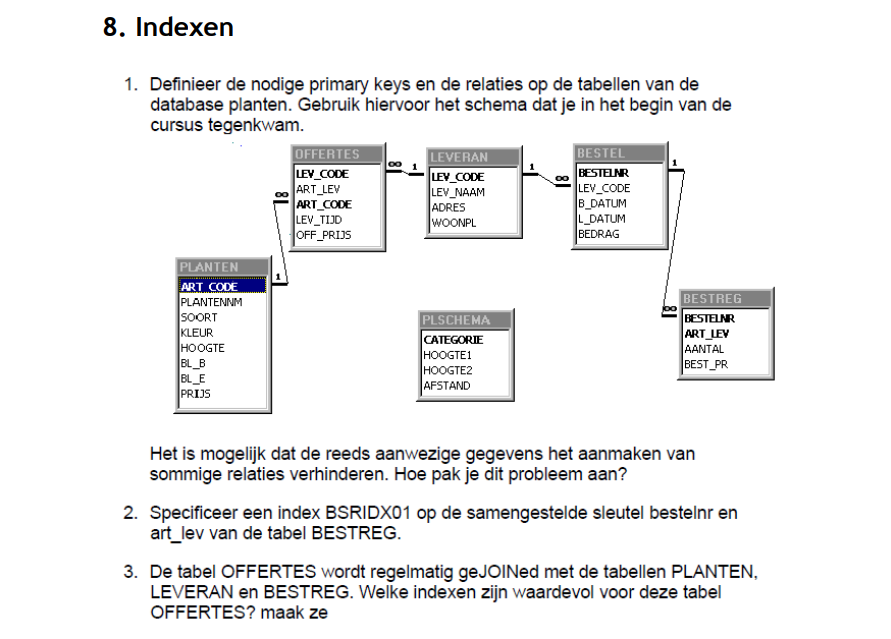 8. Indexen
1. Definieer de nodige primary keys en de relaties op de tabellen van de
database planten. Gebruik hiervoor het schema dat je in het begin van de
cursus tegenkwam.
OFFERTES
LEV_CODE
ART_LEV
ART_CODE
LEV_TIJD
OFF_PRIJS
∞ 1
LEVERAN
LEV_CODE
LEV_NAAM
ADRES
WOONPL
1 ∞
BESTEL
BESTELNR
LEV_CODE
B_DATUM
L_DATUM
BEDRAG
1
∞
∞
1
PLANTEN
ART_CODE
PLANTENNM
SOORT
KLEUR
HOOGTE
BL_B
BL_E
PRIJS
PLSCHEMA
CATEGORIE
HOOGTE1
HOOGTE2
AFSTAND
BESTREG
BESTELNR
ART_LEV
AANTAL
BEST_PR
Het is mogelijk dat de reeds aanwezige gegevens het aanmaken van
sommige relaties verhinderen. Hoe pak je dit probleem aan?
2. Specificeer een index BSRIDX01 op de samengestelde sleutel bestelnr en
art_lev van de tabel BESTREG.
3. De tabel OFFERTES wordt regelmatig geJOINed met de tabellen PLANTEN,
LEVERAN en BESTREG. Welke indexen zijn waardevol voor deze tabel
OFFERTES? maak ze